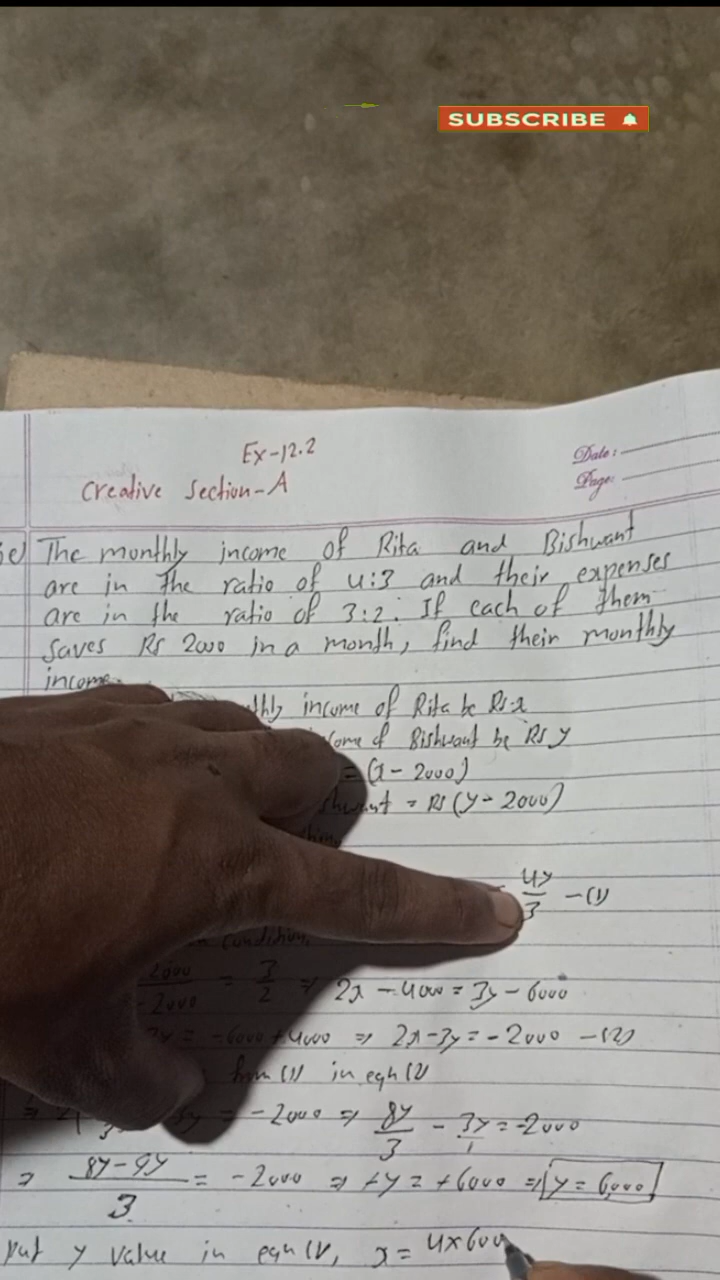 SUBSCRIBE
Ex-12.2
Date:
Creative Section-A
Page:
The monthly income of Rita and Bishwant
are in the ratio of 4:3 and their expenses
are in the ratio of 3:2. If each of them
saves Rs 2000 in a month, find their monthly
income
income of Rita be Rs.x
of Bishwant be Rs y
= (x - 2000)
= Rs (y - 2000)
4y/3 - (1)
condition,
2000/-2000 = 3/2 ⇒ 2x - 4000 = 3y - 6000
= -6000 + 4000 ⇒ 2x - 3y = -2000 - (2)
from (1) in eqn (2)
= -2000 ⇒ 8y/3 - 3y/1 = -2000
⇒ 8y-9y/3 = -2000 ⇒ +y = +6000 ⇒ y = 6,000
put y value in eqn (1), x = 4x600